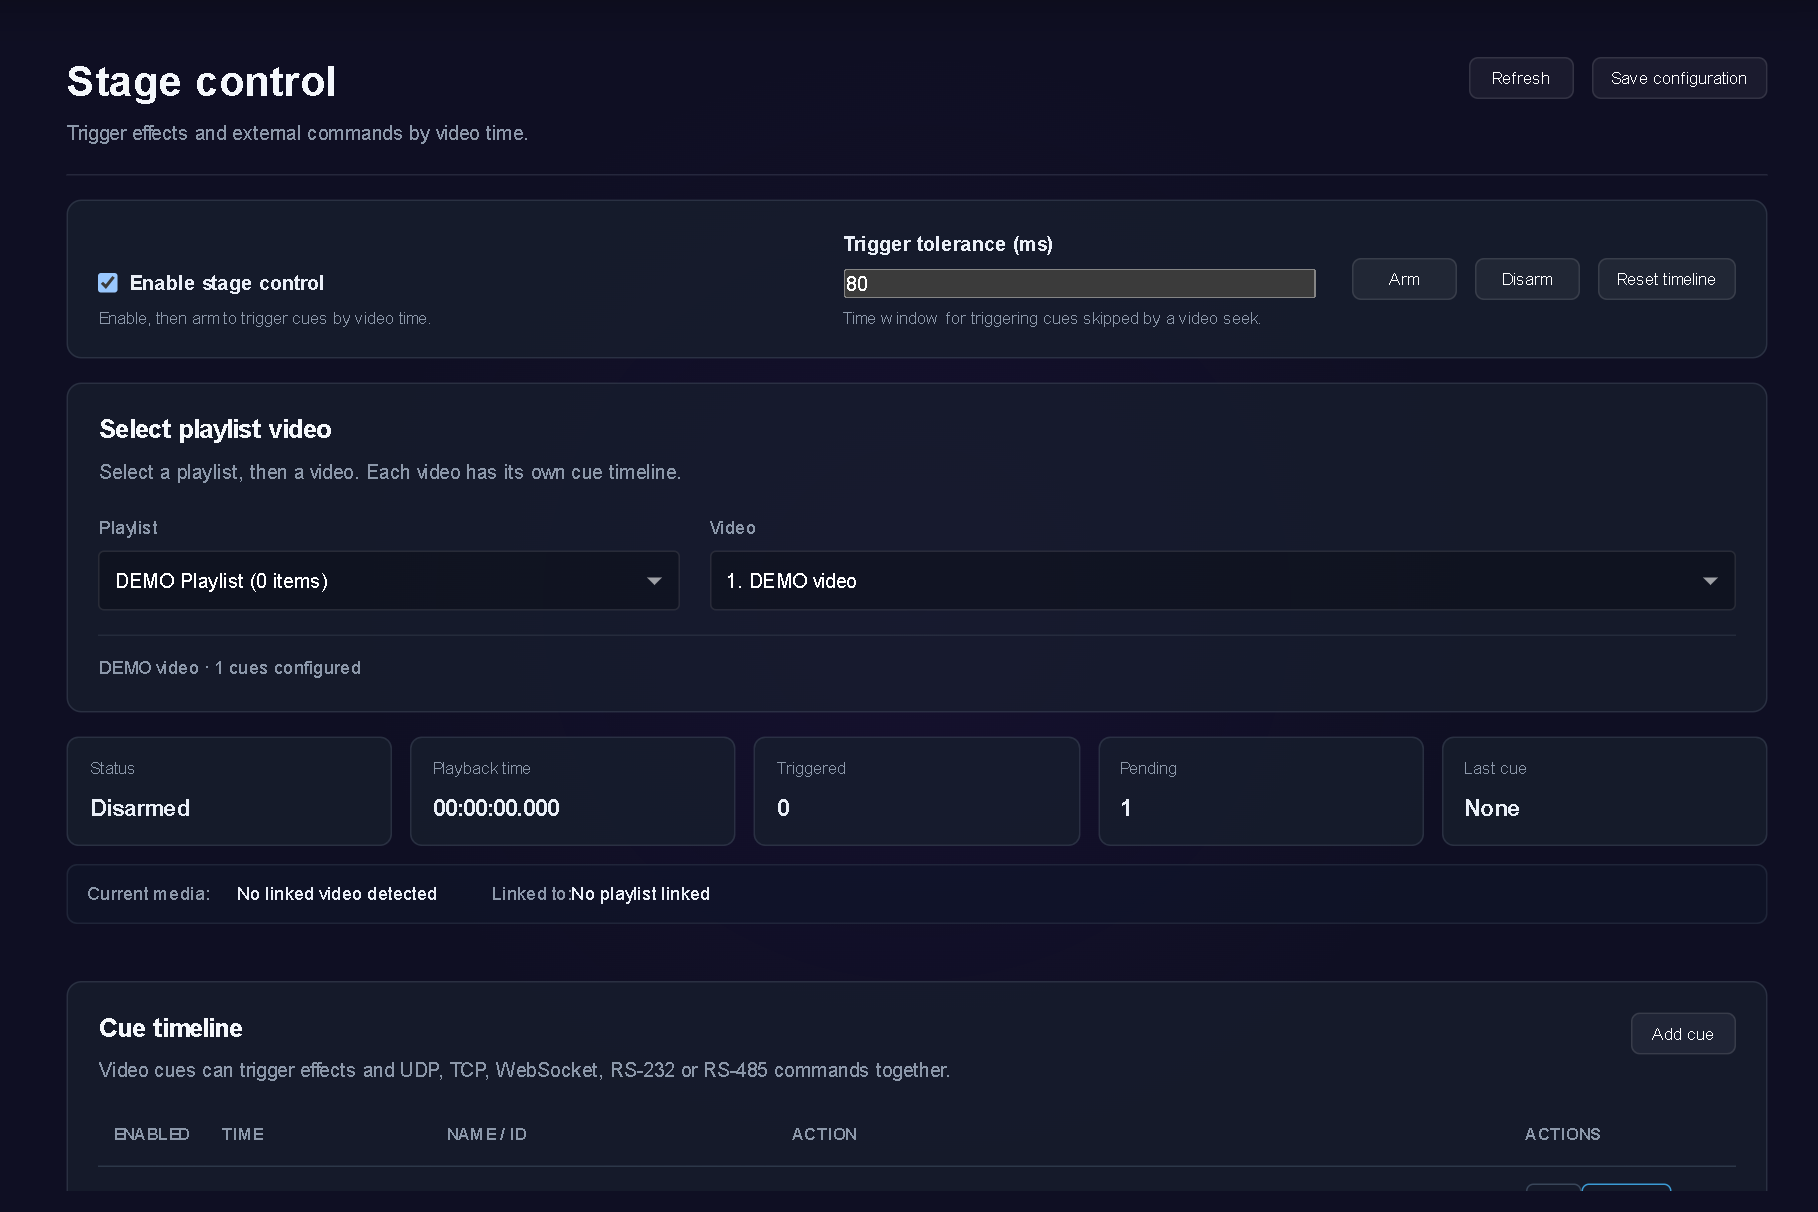 Stage control
Refresh
Save configuration
Trigger effects and external commands by video time.
Trigger tolerance (ms)
Enable stage control
80
Arm
Disarm
Reset timeline
Enable, then arm to trigger cues by video time.
Time window for triggering cues skipped by a video seek.
Select playlist video
Select a playlist, then a video. Each video has its own cue timeline.
Playlist
Video
DEMO Playlist (0 items)
1. DEMO video
DEMO video · 1 cues configured
Status
Disarmed
Playback time
00:00:00.000
Triggered
0
Pending
1
Last cue
None
Current media: No linked video detected
Linked to:No playlist linked
Cue timeline
Add cue
Video cues can trigger effects and UDP, TCP, WebSocket, RS-232 or RS-485 commands together.
ENABLED TIME NAME / ID ACTION ACTIONS